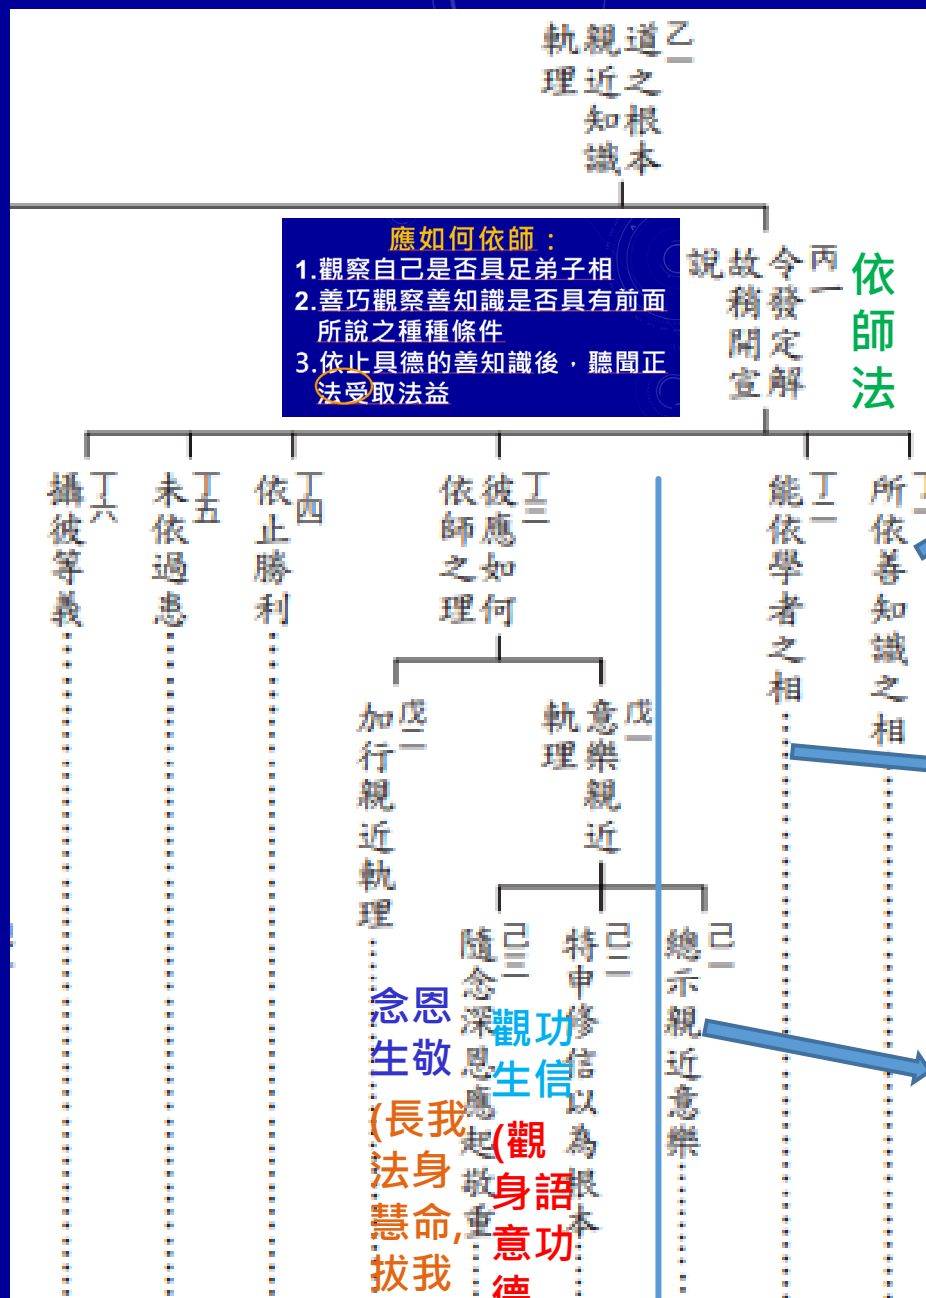 乙一
道之根本
親近知識
軌理
應如何依師：
1.觀察自己是否具足弟子相
2.善巧觀察善知識是否具有前面
所說之種種條件
3.依止具德的善知識後，聽聞正
法受取法益
丙一
令發定解
故稍開宣
說
依師法
所依善知識之相
丁二
能依學者之相
丁三
彼應如何
依師之理
丁四
依止勝利
丁五
未依過患
丁六
攝彼等義
戊一
意樂親近
軌理
戊二
加行親近軌理
己一
總示親近意樂
己二
特申修信以為根本
己三
隨念深恩應起敬重
觀功
生信
(觀
身語
意功
德
念恩
生敬
(長我
法身
慧命,
拔我